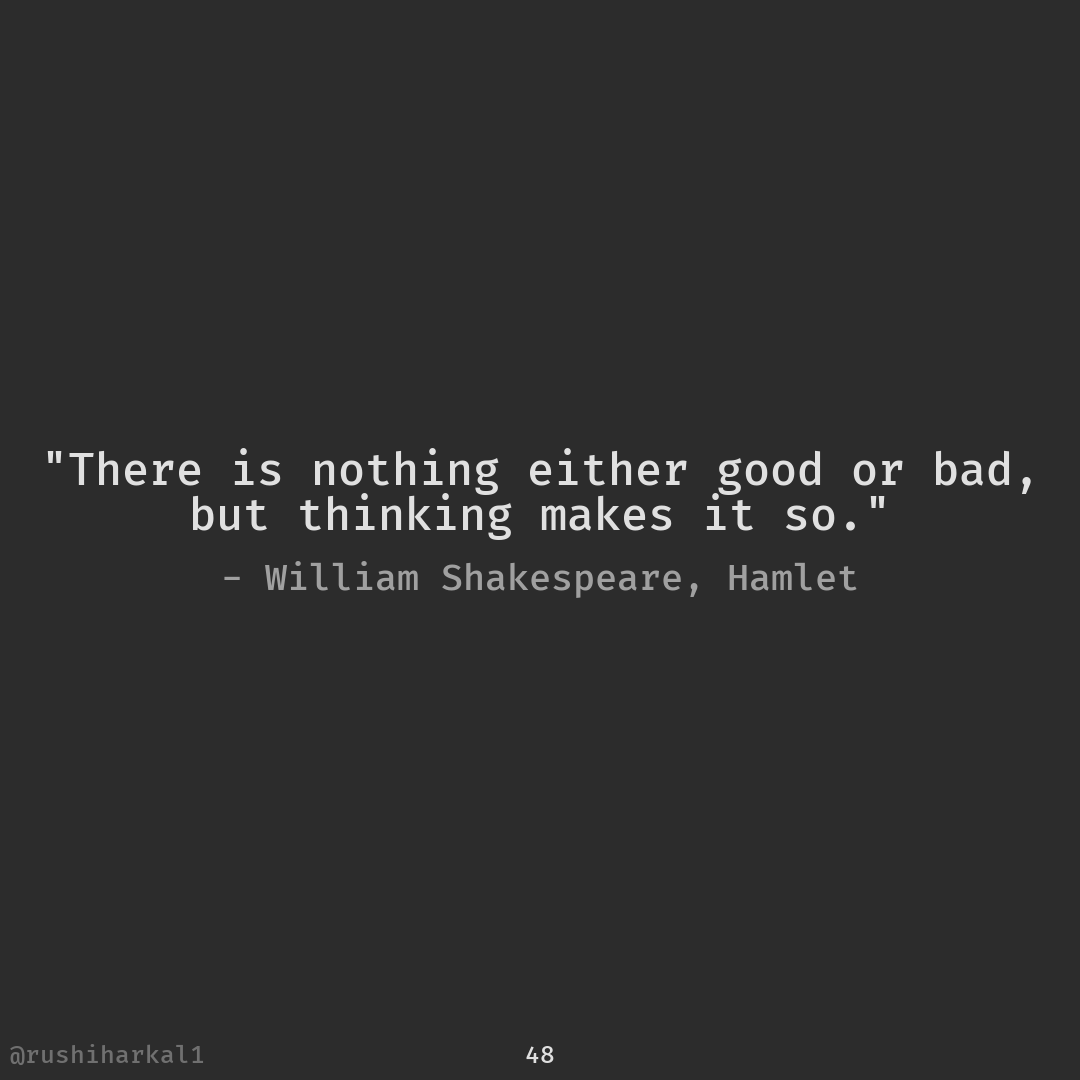 "There is nothing either good or bad,
but thinking makes it so."
– William Shakespeare, Hamlet
@rushiharkal1
48